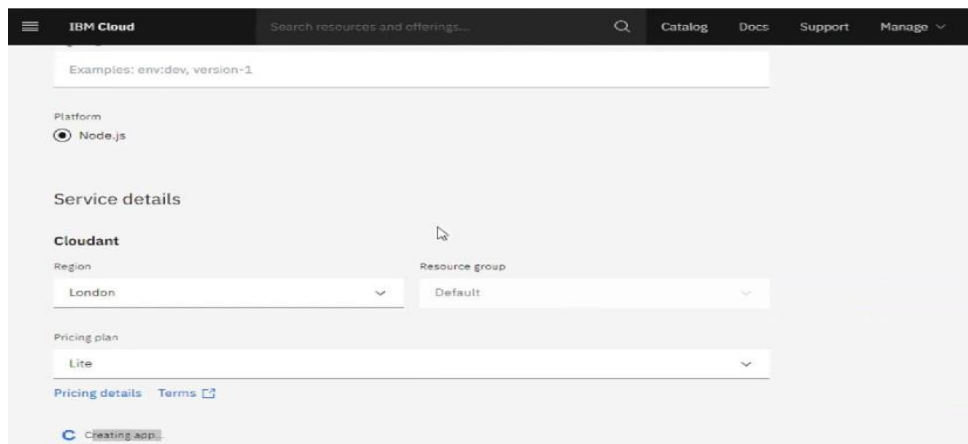 IBM Cloud Search resources and offerings... Catalog Docs Support Manage
Examples: env:dev, version-1
Platform
Node.js
Service details
Cloudant
Region Resource group
London Default
Pricing plan
Lite
Pricing details Terms
Creating app...